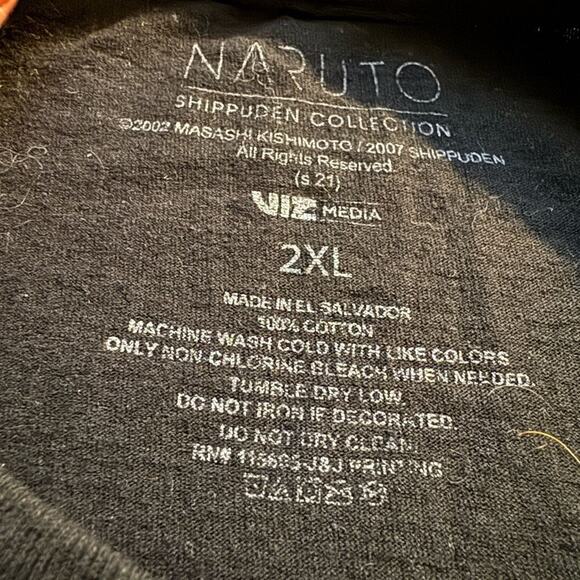 NARUTO
SHIPPUDEN COLLECTION
©2002 MASASHI KISHIMOTO / 2007 SHIPPUDEN
All Rights Reserved
(s 21)
VIZ MEDIA
2XL
MADE IN EL SALVADOR
100% COTTON
MACHINE WASH COLD WITH LIKE COLORS
ONLY NON-CHLORINE BLEACH WHEN NEEDED.
TUMBLE DRY LOW.
DO NOT IRON IF DECORATED.
DO NOT DRY CLEAN.
RN# J&J PRINTING